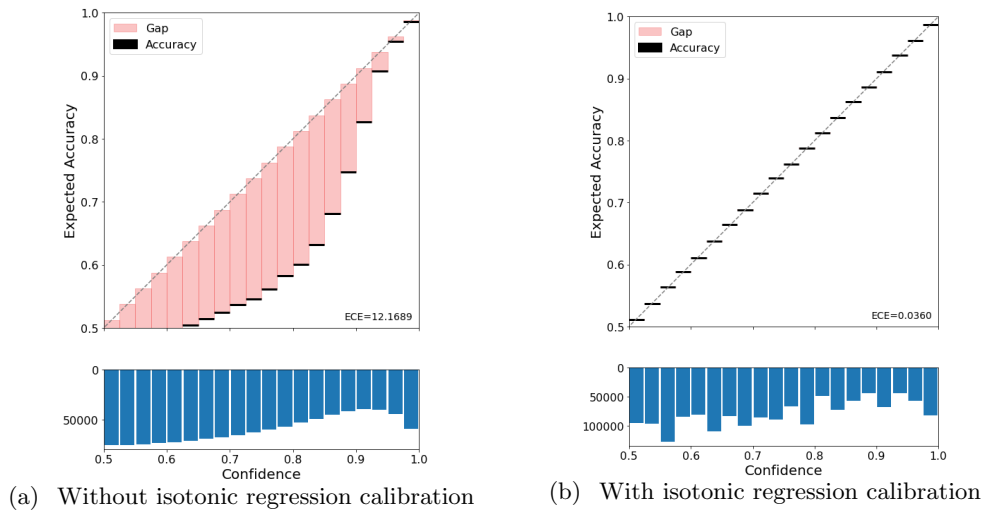 1.0
0.9
0.8
0.7
0.6
0.5
Expected Accuracy
Gap
Accuracy
ECE=12.1689
0
50000
0.5 0.6 0.7 0.8 0.9 1.0
Confidence
(a) Without isotonic regression calibration
1.0
0.9
0.8
0.7
0.6
0.5
Expected Accuracy
Gap
Accuracy
ECE=0.0360
0
50000
100000
0.5 0.6 0.7 0.8 0.9 1.0
Confidence
(b) With isotonic regression calibration